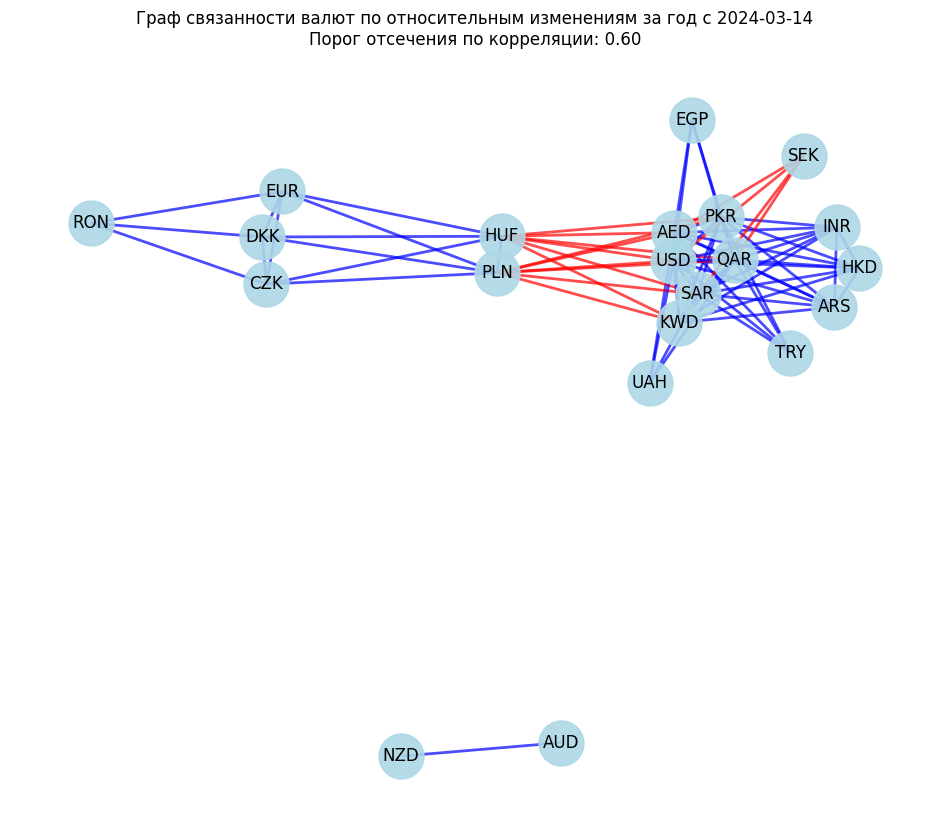 Граф связанности валют по относительным изменениям за год с 2024-03-14
Порог отсечения по корреляции: 0.60
EGP
SEK
EUR
RON
PKR
INR
DKK
HUF
AED
USD
QAR
HKD
PLN
CZK
SAR
ARS
KWD
TRY
UAH
NZD
AUD